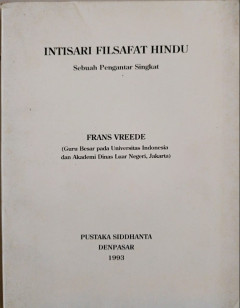 INTISARI FILSAFAT HINDU
Sebuah Pengantar Singkat
FRANS VREEDE
(Guru Besar pada Universitas Indonesia
dan Akademi Dinas Luar Negeri, Jakarta)
PUSTAKA SIDDHANTA
DENPASAR
1993